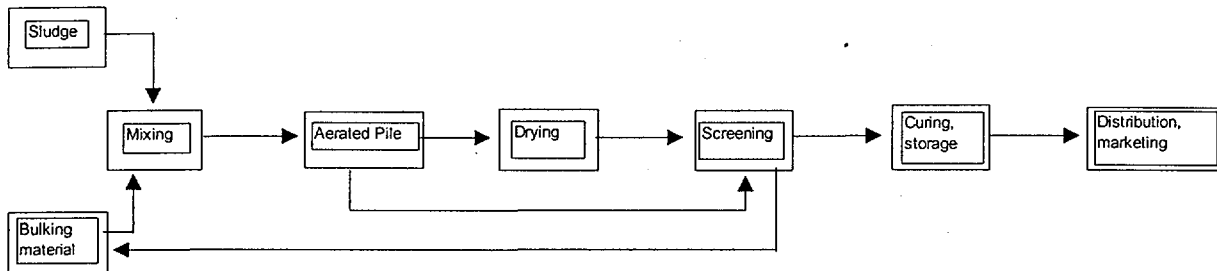 Sludge
Mixing
Aerated Pile
Drying
Screening
Curing,
storage
Distribution,
marketing
Bulking
material